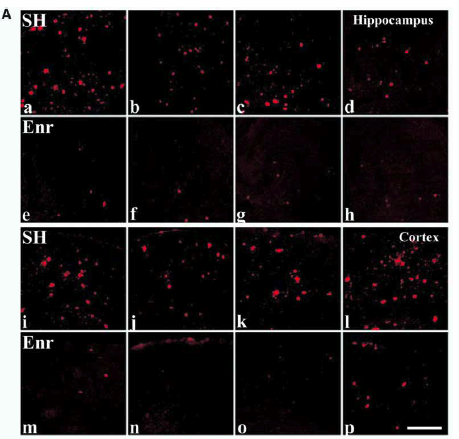 A
SH Hippocampus
a b c d
Enr
e f g h
SH Cortex
i j k l
Enr
m n o p